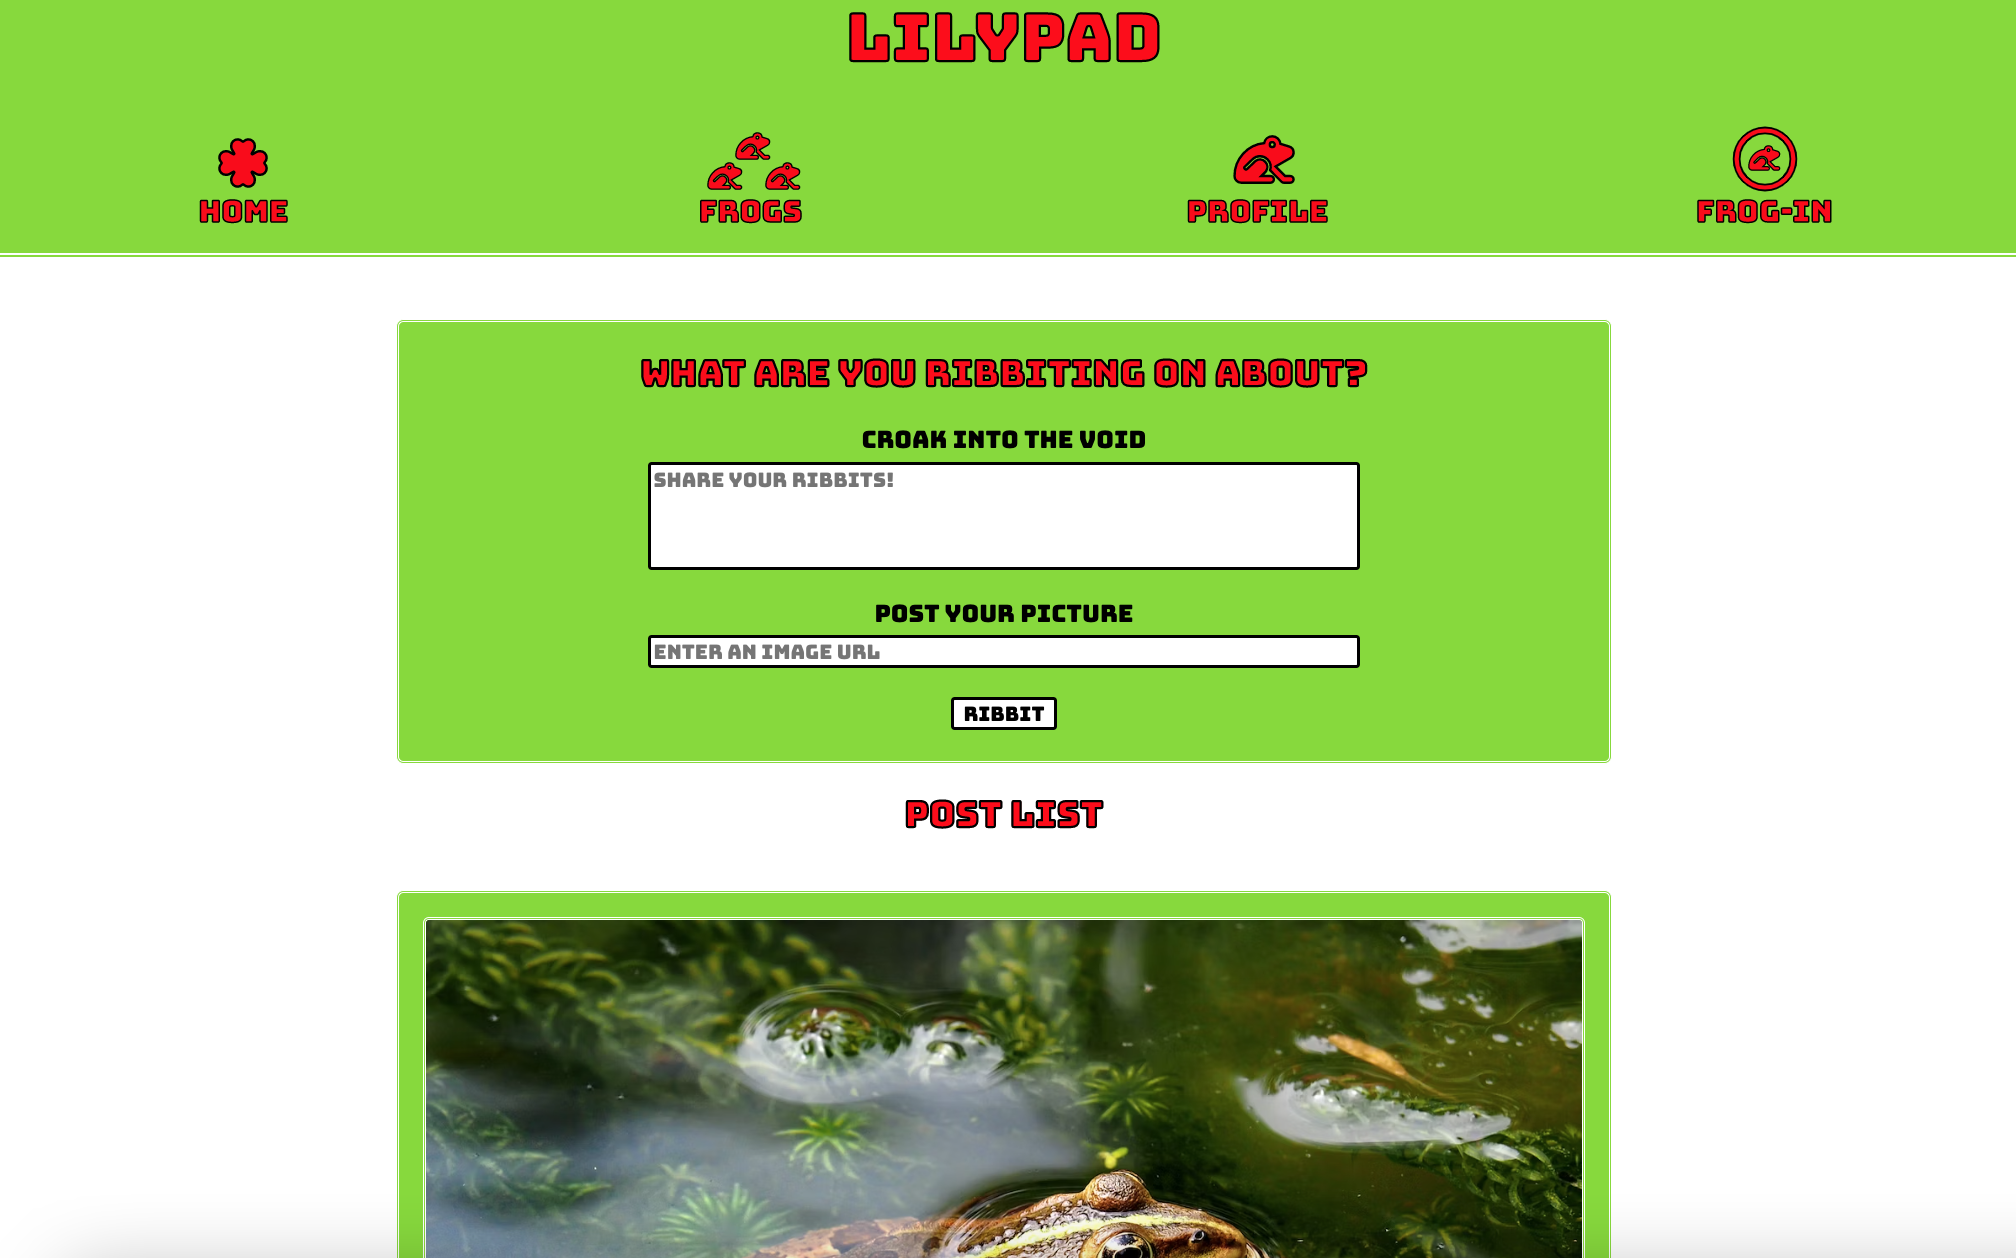 LILYPAD
HOME
FROGS
PROFILE
FROG-IN
WHAT ARE YOU RIBBITING ON ABOUT?
CROAK INTO THE VOID
SHARE YOUR RIBBITS!
POST YOUR PICTURE
ENTER AN IMAGE URL
RIBBIT
POST LIST